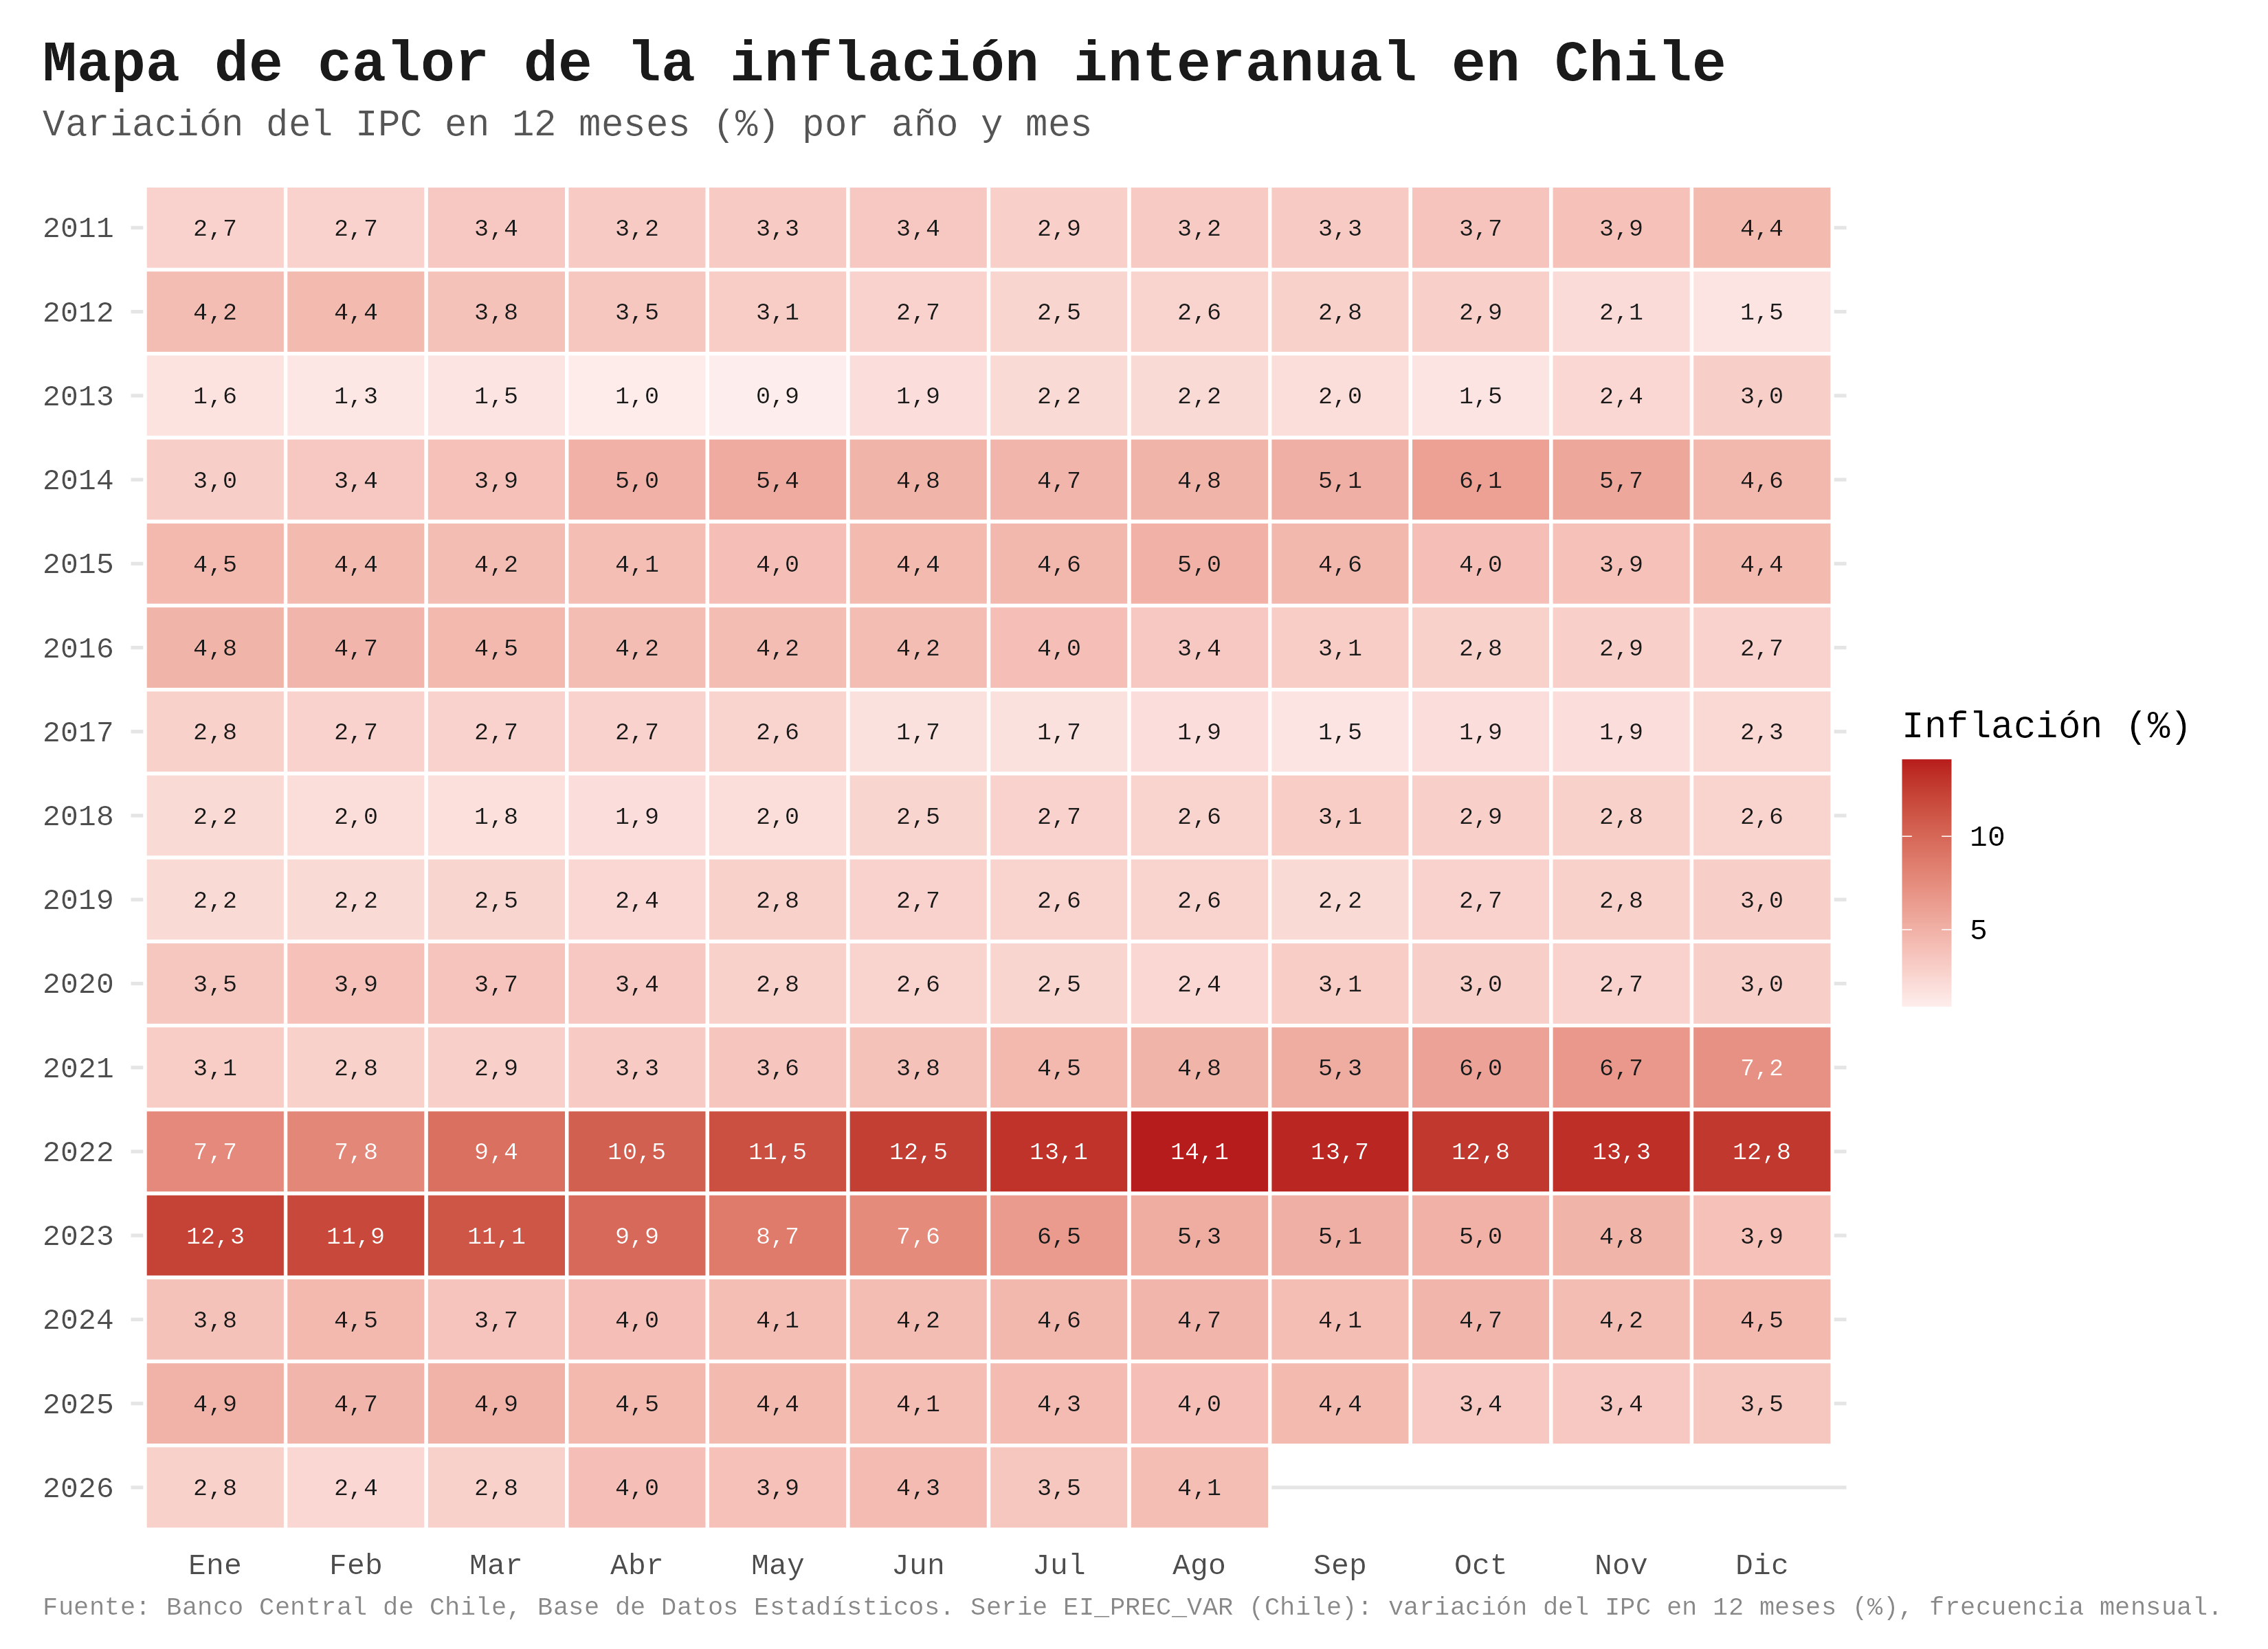 Mapa de calor de la inflación interanual en Chile
Variación del IPC en 12 meses (%) por año y mes
2011 2,7 2,7 3,4 3,2 3,3 3,4 2,9 3,2 3,3 3,7 3,9 4,4
2012 4,2 4,4 3,8 3,5 3,1 2,7 2,5 2,6 2,8 2,9 2,1 1,5
2013 1,6 1,3 1,5 1,0 0,9 1,9 2,2 2,2 2,0 1,5 2,4 3,0
2014 3,0 3,4 3,9 5,0 5,4 4,8 4,7 4,8 5,1 6,1 5,7 4,6
2015 4,5 4,4 4,2 4,1 4,0 4,4 4,6 5,0 4,6 4,0 3,9 4,4
2016 4,8 4,7 4,5 4,2 4,2 4,2 4,0 3,4 3,1 2,8 2,9 2,7
2017 2,8 2,7 2,7 2,7 2,6 1,7 1,7 1,9 1,5 1,9 1,9 2,3
2018 2,2 2,0 1,8 1,9 2,0 2,5 2,7 2,6 3,1 2,9 2,8 2,6
2019 2,2 2,2 2,5 2,4 2,8 2,7 2,6 2,6 2,2 2,7 2,8 3,0
2020 3,5 3,9 3,7 3,4 2,8 2,6 2,5 2,4 3,1 3,0 2,7 3,0
2021 3,1 2,8 2,9 3,3 3,6 3,8 4,5 4,8 5,3 6,0 6,7 7,2
2022 7,7 7,8 9,4 10,5 11,5 12,5 13,1 14,1 13,7 12,8 13,3 12,8
2023 12,3 11,9 11,1 9,9 8,7 7,6 6,5 5,3 5,1 5,0 4,8 3,9
2024 3,8 4,5 3,7 4,0 4,1 4,2 4,6 4,7 4,1 4,7 4,2 4,5
2025 4,9 4,7 4,9 4,5 4,4 4,1 4,3 4,0 4,4 3,4 3,4 3,5
2026 2,8 2,4 2,8 4,0 3,9 4,3 3,5 4,1
Ene Feb Mar Abr May Jun Jul Ago Sep Oct Nov Dic
Inflación (%)
10
5
Fuente: Banco Central de Chile, Base de Datos Estadísticos. Serie EI_PREC_VAR (Chile): variación del IPC en 12 meses (%), frecuencia mensual.